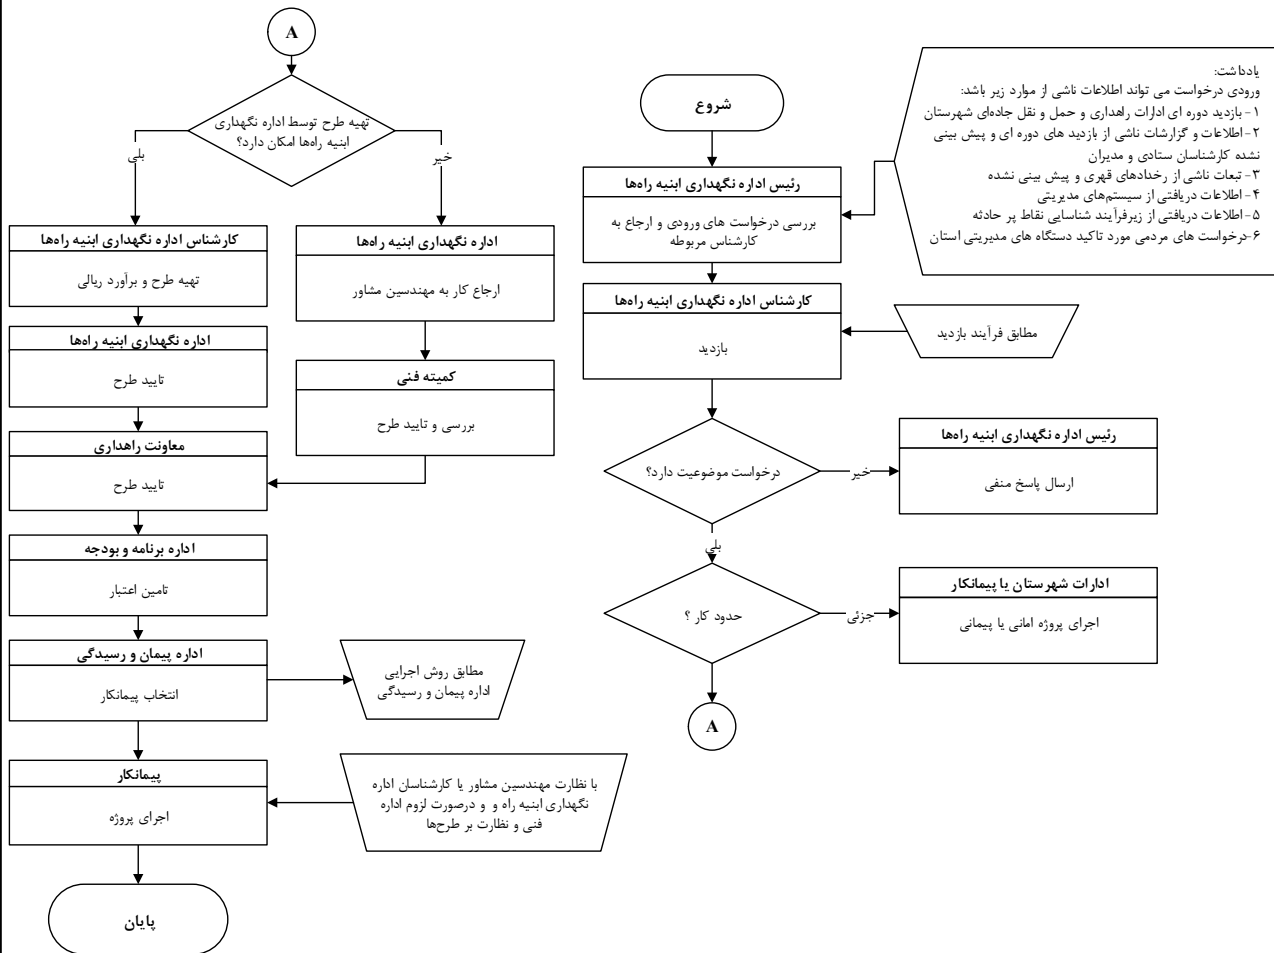 شروع
یادداشت:
ورودی درخواست می تواند اطلاعات ناشی از موارد زیر باشد:
۱- بازدید دوره ای ادارات راهداری و حمل و نقل جاده‌ای شهرستان
۲- اطلاعات و گزارشات ناشی از بازدید های دوره ای و پیش بینی
نشده کارشناسان ستادی و مدیران
۳- تبعات ناشی از رخدادهای قهری و پیش بینی نشده
۴- اطلاعات دریافتی از سیستم‌های مدیریتی
۵- اطلاعات دریافتی از زیرفرآیند شناسایی نقاط پر حادثه
۶-درخواست های مردمی مورد تاکید دستگاه های مدیریتی استان
رئیس اداره نگهداری ابنیه راه‌ها
بررسی درخواست های ورودی و ارجاع به
کارشناس مربوطه
کارشناس اداره نگهداری ابنیه راه‌ها
بازدید
مطابق فرآیند بازدید
درخواست موضوعیت دارد؟
خیر
رئیس اداره نگهداری ابنیه راه‌ها
ارسال پاسخ منفی
بلی
حدود کار ؟
جزئی
ادارات شهرستان یا پیمانکار
اجرای پروژه امانی یا پیمانی
A
A
تهیه طرح توسط اداره نگهداری
ابنیه راه‌ها امکان دارد؟
خیر
بلی
اداره نگهداری ابنیه راه‌ها
ارجاع کار به مهندسین مشاور
کمیته فنی
بررسی و تایید طرح
کارشناس اداره نگهداری ابنیه راه‌ها
تهیه طرح و برآورد ریالی
اداره نگهداری ابنیه راه‌ها
تایید طرح
معاونت راهداری
تایید طرح
اداره برنامه و بودجه
تامین اعتبار
اداره پیمان و رسیدگی
انتخاب پیمانکار
مطابق روش اجرایی
اداره پیمان و رسیدگی
پیمانکار
اجرای پروژه
با نظارت مهندسین مشاور یا کارشناسان اداره
نگهداری ابنیه راه و و درصورت لزوم اداره
فنی و نظارت بر طرح‌ها
پایان